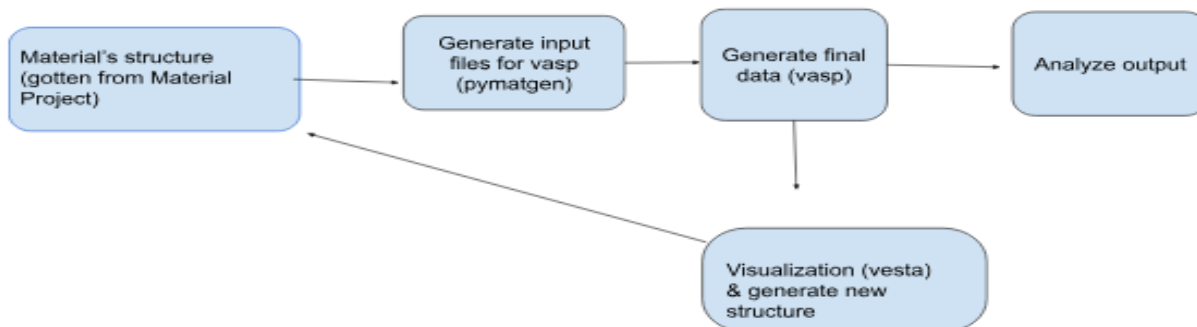 Material's structure
(gotten from Material
Project)
Generate input
files for vasp
(pymatgen)
Generate final
data (vasp)
Analyze output
Visualization (vesta)
& generate new
structure